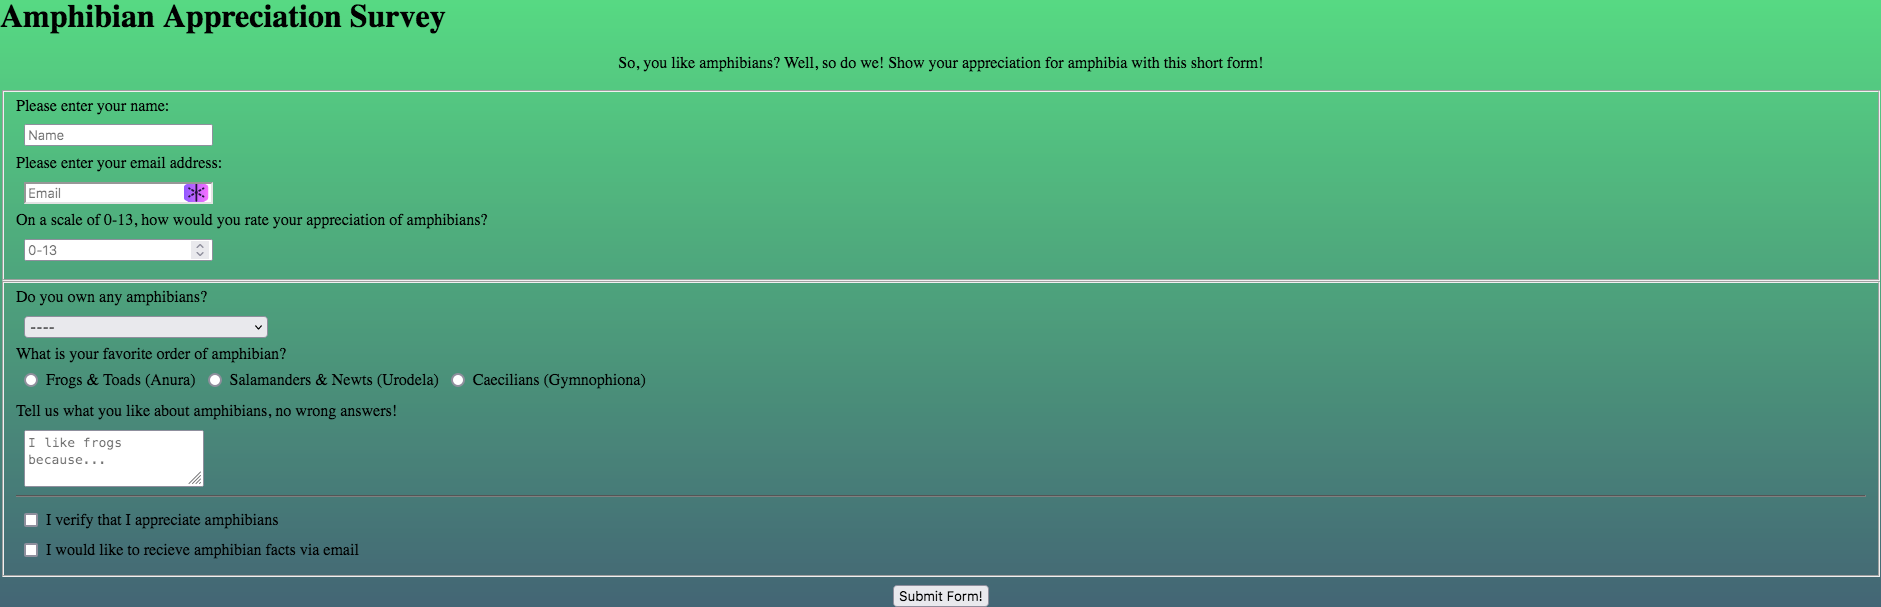 Amphibian Appreciation Survey
So, you like amphibians? Well, so do we! Show your appreciation for amphibia with this short form!
Please enter your name:
Name
Please enter your email address:
Email
On a scale of 0-13, how would you rate your appreciation of amphibians?
0-13
Do you own any amphibians?
----
What is your favorite order of amphibian?
Frogs & Toads (Anura) Salamanders & Newts (Urodela) Caecilians (Gymnophiona)
Tell us what you like about amphibians, no wrong answers!
I like frogs
because...
I verify that I appreciate amphibians
I would like to recieve amphibian facts via email
Submit Form!